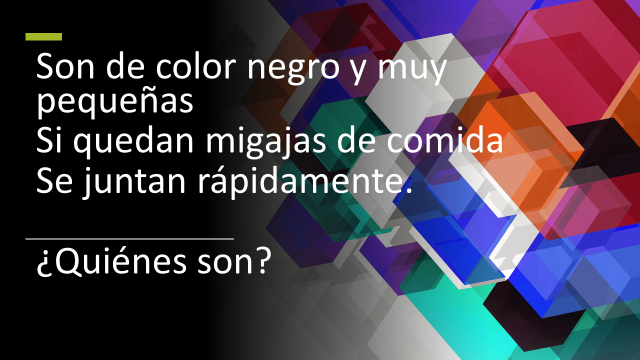 Son de color negro y muy
pequeñas
Si quedan migajas de comida
Se juntan rápidamente.
¿Quiénes son?